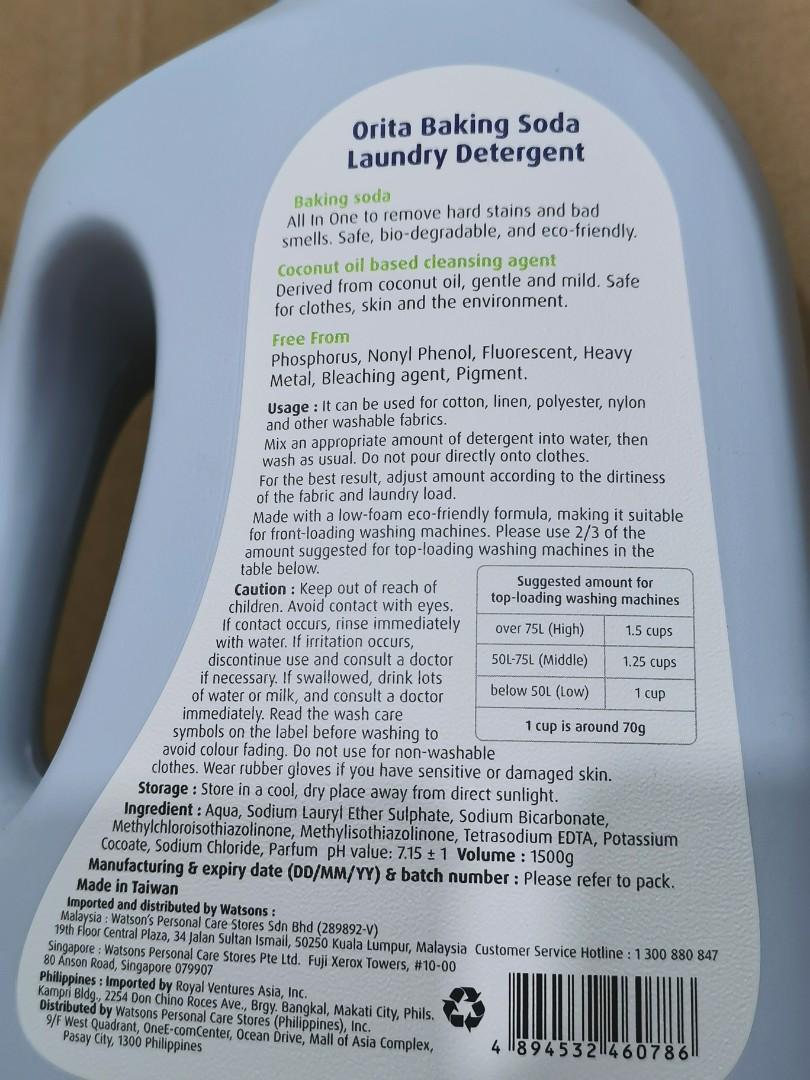 Orita Baking Soda
Laundry Detergent
Baking soda
All In One to remove hard stains and bad
smells. Safe, bio-degradable, and eco-friendly.
Coconut oil based cleansing agent
Derived from coconut oil, gentle and mild. Safe
for clothes, skin and the environment.
Free From
Phosphorus, Nonyl Phenol, Fluorescent, Heavy
Metal, Bleaching agent, Pigment.
Usage : It can be used for cotton, linen, polyester, nylon
and other washable fabrics.
Mix an appropriate amount of detergent into water, then
wash as usual. Do not pour directly onto clothes.
For the best result, adjust amount according to the dirtiness
of the fabric and laundry load.
Made with a low-foam eco-friendly formula, making it suitable
for front-loading washing machines. Please use 2/3 of the
amount suggested for top-loading washing machines in the
table below.
Caution : Keep out of reach of
children. Avoid contact with eyes.
If contact occurs, rinse immediately
with water. If irritation occurs,
discontinue use and consult a doctor
if necessary. If swallowed, drink lots
of water or milk, and consult a doctor
immediately. Read the wash care
symbols on the label before washing to
avoid colour fading. Do not use for non-washable
clothes. Wear rubber gloves if you have sensitive or damaged skin.
Suggested amount for
top-loading washing machines
over 75L (High) 1.5 cups
50L-75L (Middle) 1.25 cups
below 50L (Low) 1 cup
1 cup is around 70g
Storage : Store in a cool, dry place away from direct sunlight.
Ingredient : Aqua, Sodium Lauryl Ether Sulphate, Sodium Bicarbonate,
Methylchloroisothiazolinone, Methylisothiazolinone, Tetrasodium EDTA, Potassium
Cocoate, Sodium Chloride, Parfum pH value: 7.15 ± 1 Volume : 1500g
Manufacturing & expiry date (DD/MM/YY) & batch number : Please refer to pack.
Made in Taiwan
Imported and distributed by Watsons :
Malaysia : Watson's Personal Care Stores Sdn Bhd (289892-V)
19th Floor Central Plaza, 34 Jalan Sultan Ismail, 50250 Kuala Lumpur, Malaysia Customer Service Hotline : 1 300 880 847
Singapore : Watsons Personal Care Stores Pte Ltd. Fuji Xerox Towers, #10-00
80 Anson Road, Singapore 079907
Philippines : Imported by Royal Ventures Asia, Inc.
Kampri Bldg., 2254 Don Chino Roces Ave., Brgy. Bangkal, Makati City, Phils.
Distributed by Watsons Personal Care Stores (Philippines), Inc.
9/F West Quadrant, OneE-comCenter, Ocean Drive, Mall of Asia Complex,
Pasay City, 1300 Philippines
4 894532 460786